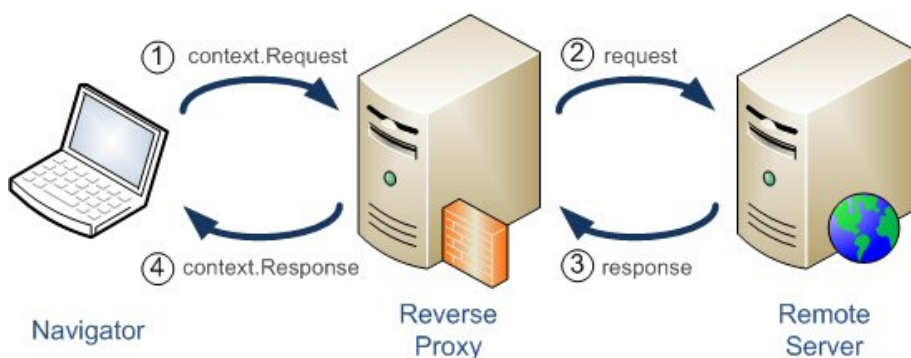 ① context.Request
② request
④ context.Response
③ response
Navigator
Reverse
Proxy
Remote
Server